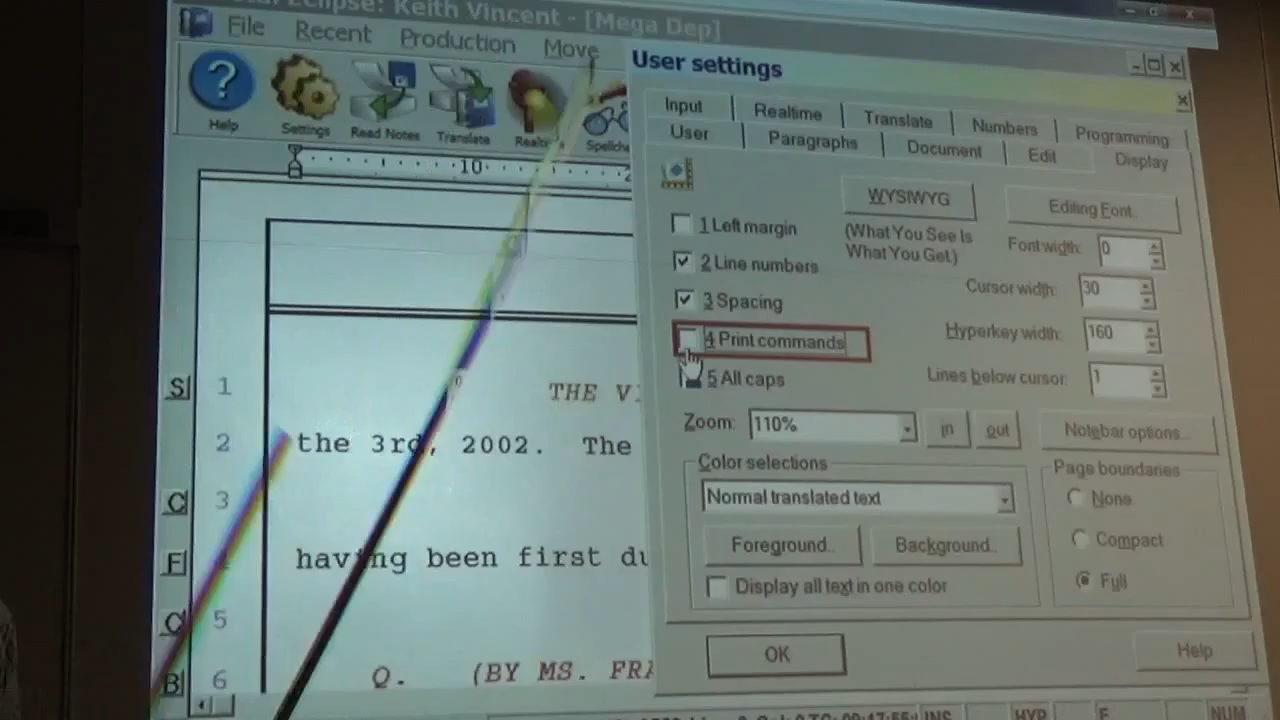 Eclipse: Keith Vincent - [Mega Dep]
File Recent Production Move
Help Settings Read Notes Translate
10
S 1 THE
2 the 3rd, 2002. The
C 3
F having been first
5
B 6 Q. (BY MS.
User settings
Input Realtime Translate Numbers Programming
User Paragraphs Document Edit Display
WYSIWYG
(What You See Is
What You Get.)
Editing Font..
1 Left margin
2 Line numbers
3 Spacing
4 Print commands
5 All caps
Font width: 0
Cursor width: 30
Hyperkey width: 160
Lines below cursor: 1
Zoom: 110% in out
Notebar options...
Color selections
Normal translated text
Foreground.. Background..
Display all text in one color
Page boundaries
None
Compact
Full
OK
Help
INS HYP F NUM